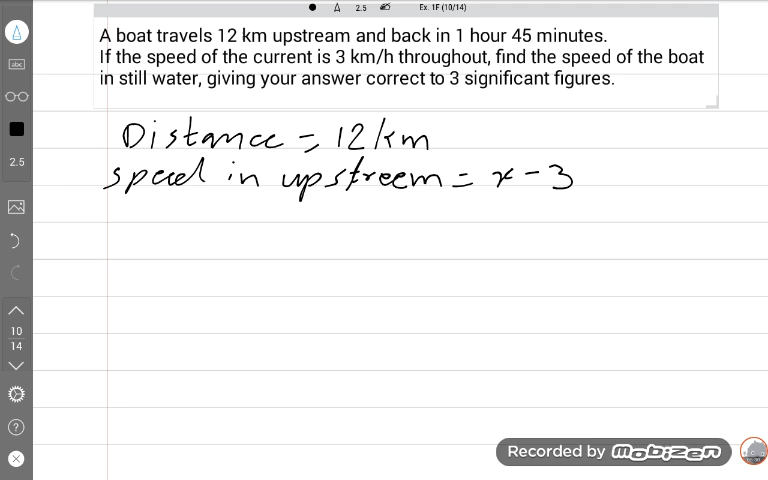 2.5 Ex. 1F (10/14)
A boat travels 12 km upstream and back in 1 hour 45 minutes.
If the speed of the current is 3 km/h throughout, find the speed of the boat
in still water, giving your answer correct to 3 significant figures.
abc
Distance = 12 km
speed in upstreem = x - 3
2.5
10
14
Recorded by mobizen